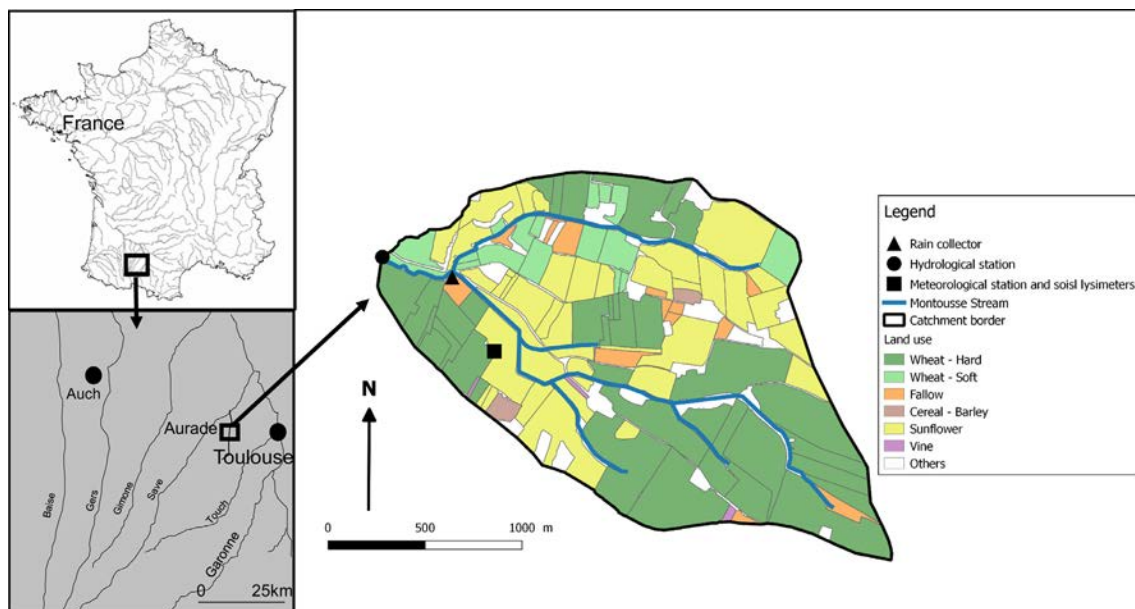 France
Auch
Aurade
Toulouse
Baise
Gers
Gimone
Save
Touch
Garonne
0 25km
N
0 500 1000 m
Legend
Rain collector
Hydrological station
Meteorological station and soisl lysimeters
Montousse Stream
Catchment border
Land use
Wheat - Hard
Wheat - Soft
Fallow
Cereal - Barley
Sunflower
Vine
Others